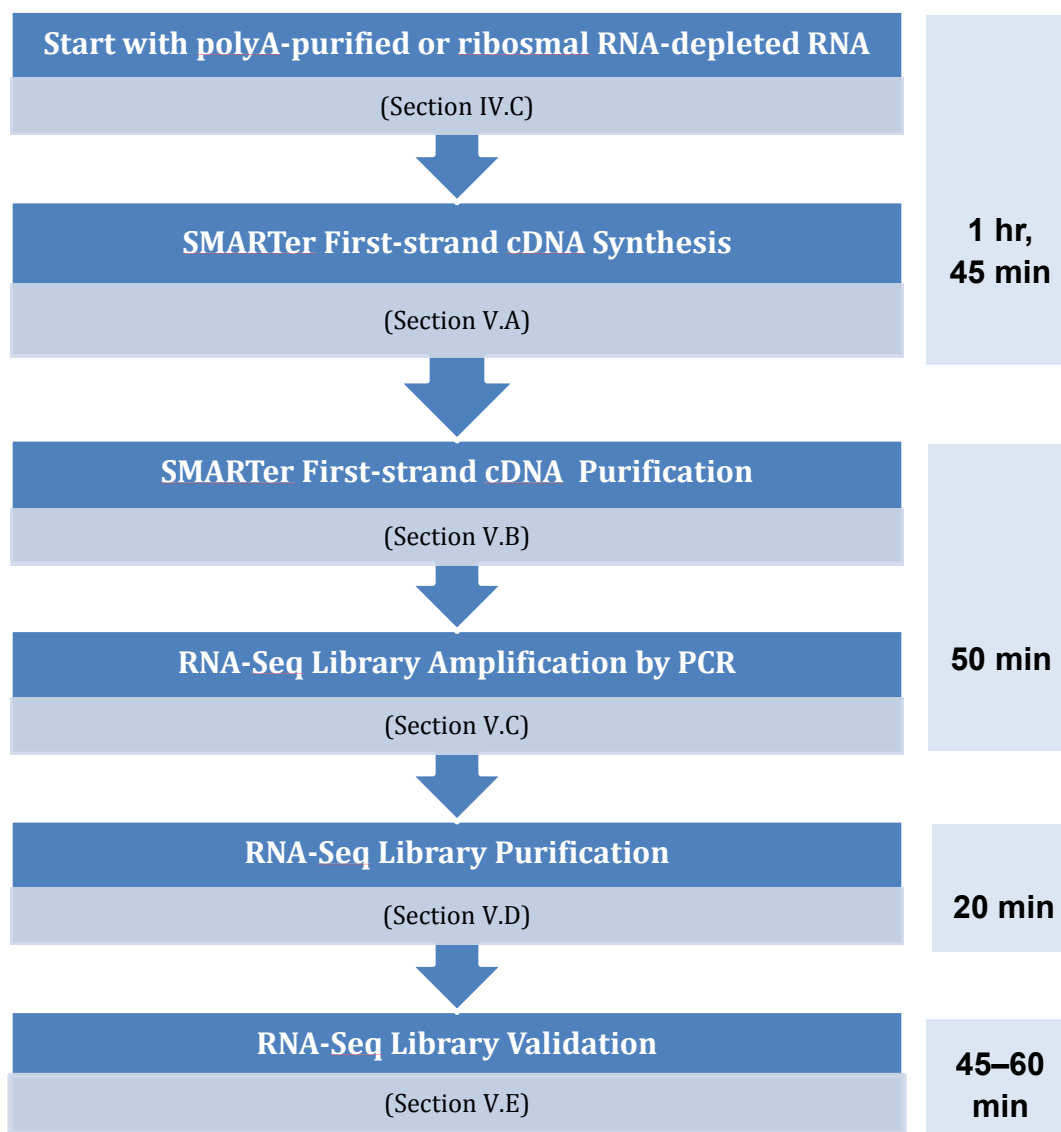 Start with polyA-purified or ribosmal RNA-depleted RNA
(Section IV.C)
SMARTer First-strand cDNA Synthesis
(Section V.A)
1 hr,
45 min
SMARTer First-strand cDNA Purification
(Section V.B)
RNA-Seq Library Amplification by PCR
(Section V.C)
50 min
RNA-Seq Library Purification
(Section V.D)
20 min
RNA-Seq Library Validation
(Section V.E)
45–60
min